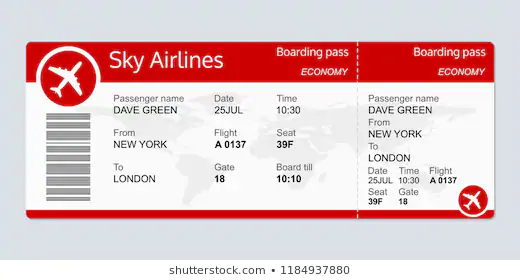 Sky Airlines
Boarding pass
ECONOMY
Passenger name Date Time
DAVE GREEN 25JUL 10:30
From Flight Seat
NEW YORK A 0137 39F
To Gate Board till
LONDON 18 10:10
Boarding pass
ECONOMY
Passenger name
DAVE GREEN
From
NEW YORK
To
LONDON
Date Time Flight
25JUL 10:30 A 0137
Seat Gate
39F 18
shutterstock.com • 1184937880